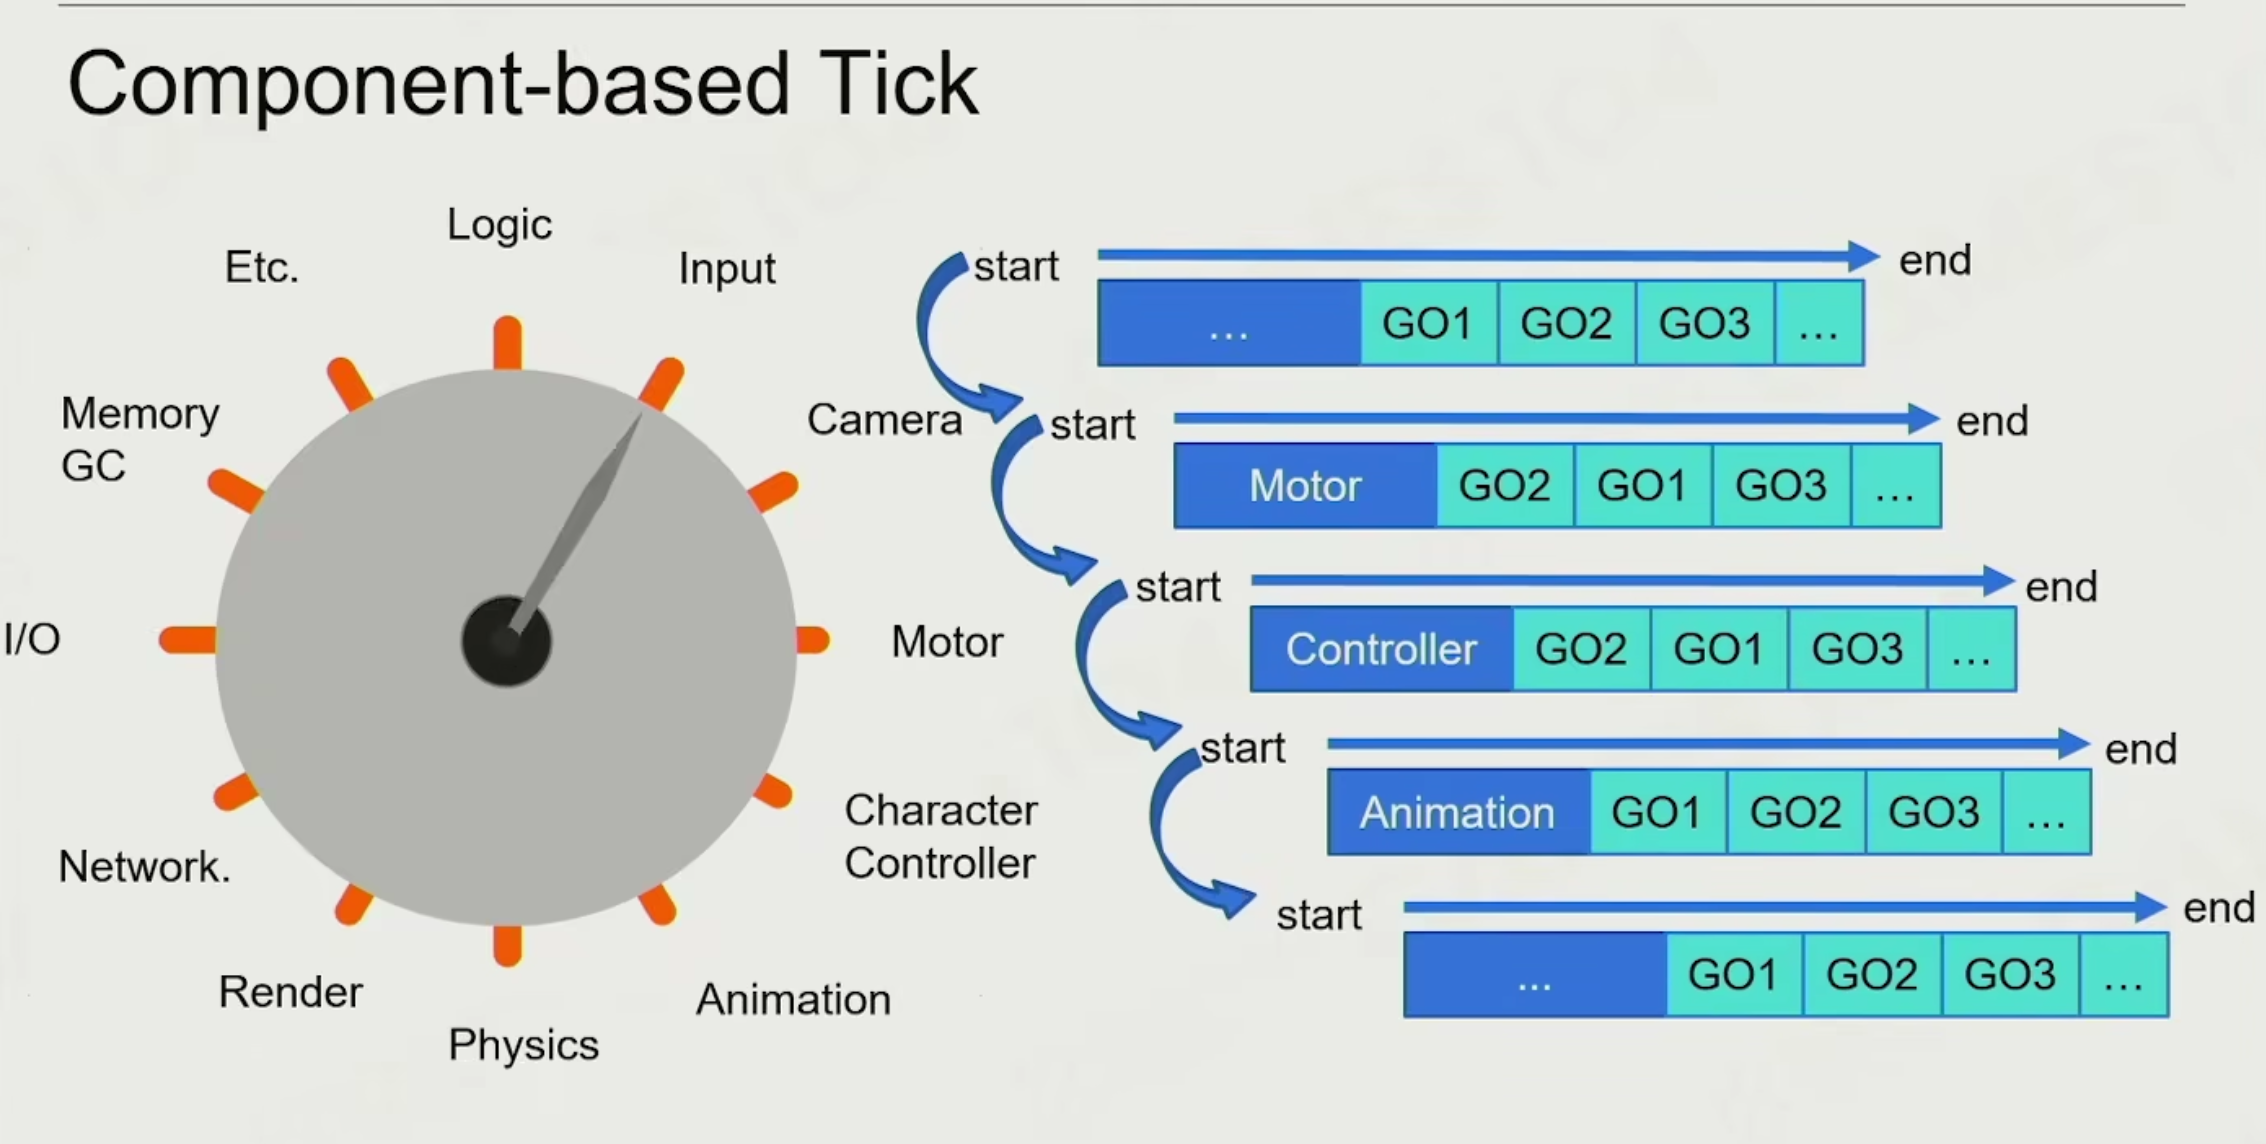 Component-based Tick
Logic
Etc.
Input
Memory
GC
Camera
I/O
Motor
Network.
Character
Controller
Render
Animation
Physics
start end
… GO1 GO2 GO3 …
start end
Motor GO2 GO1 GO3 …
start end
Controller GO2 GO1 GO3 …
start end
Animation GO1 GO2 GO3 …
start end
... GO1 GO2 GO3 …